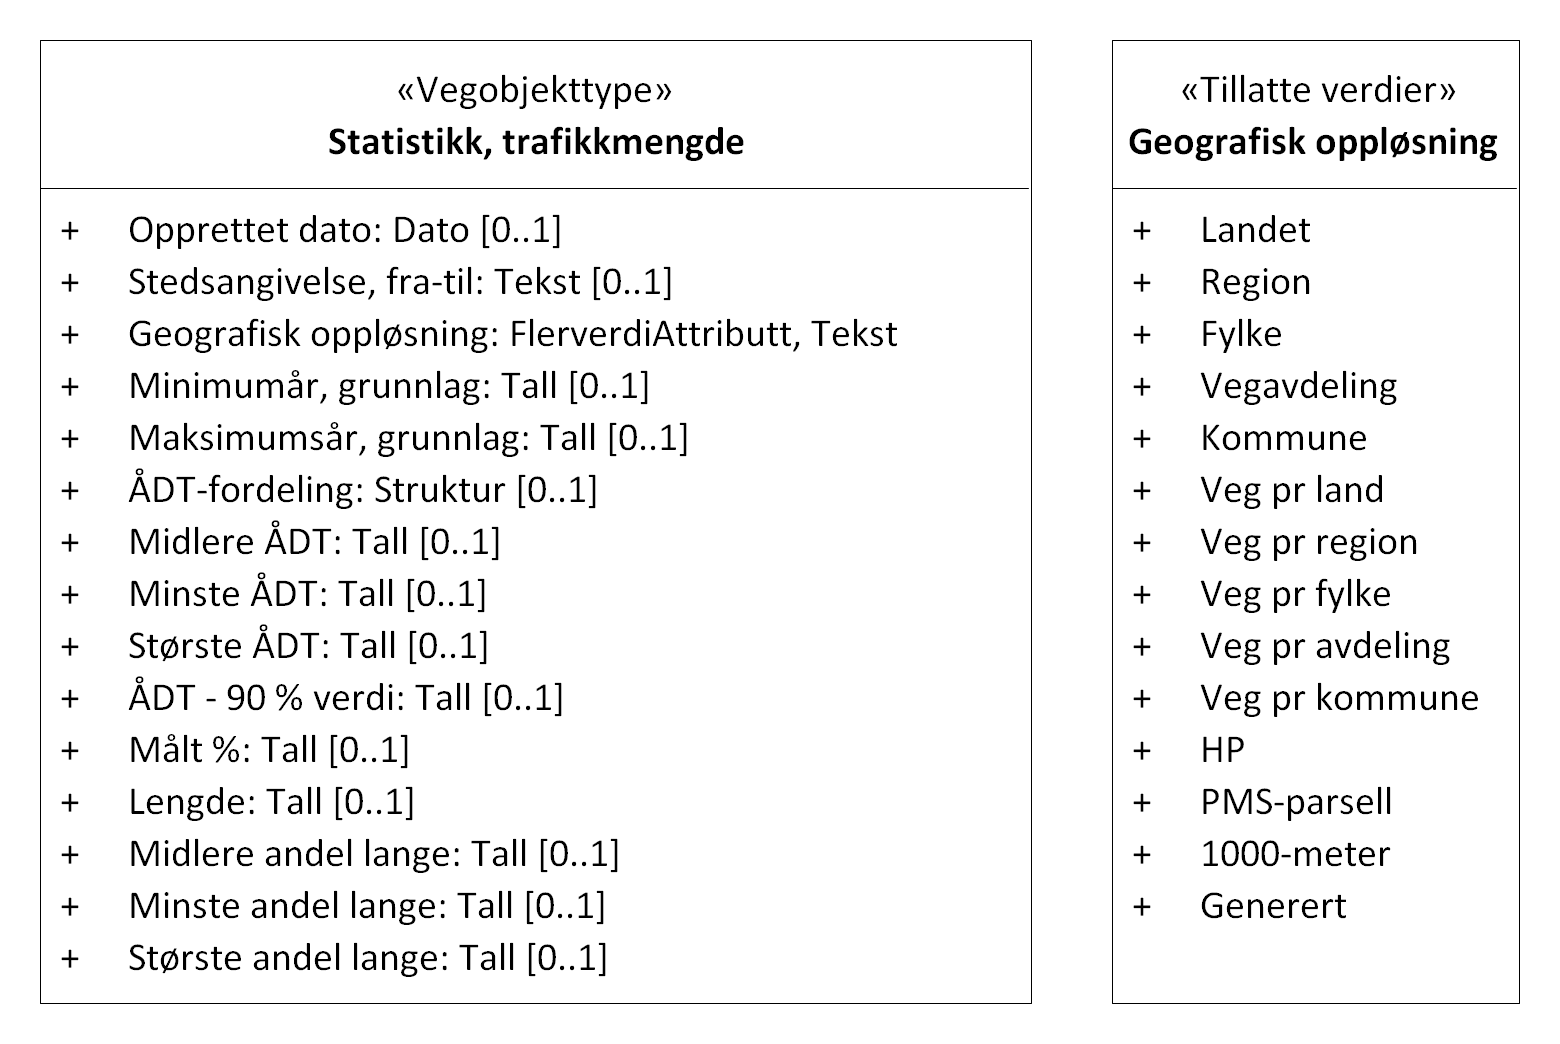 «Vegobjekttype»
Statistikk, trafikkmengde
+ Opprettet dato: Dato [0..1]
+ Stedsangivelse, fra-til: Tekst [0..1]
+ Geografisk oppløsning: FlerverdiAttributt, Tekst
+ Minimumår, grunnlag: Tall [0..1]
+ Maksimumsår, grunnlag: Tall [0..1]
+ ÅDT-fordeling: Struktur [0..1]
+ Midlere ÅDT: Tall [0..1]
+ Minste ÅDT: Tall [0..1]
+ Største ÅDT: Tall [0..1]
+ ÅDT - 90 % verdi: Tall [0..1]
+ Målt %: Tall [0..1]
+ Lengde: Tall [0..1]
+ Midlere andel lange: Tall [0..1]
+ Minste andel lange: Tall [0..1]
+ Største andel lange: Tall [0..1]
«Tillatte verdier»
Geografisk oppløsning
+ Landet
+ Region
+ Fylke
+ Vegavdeling
+ Kommune
+ Veg pr land
+ Veg pr region
+ Veg pr fylke
+ Veg pr avdeling
+ Veg pr kommune
+ HP
+ PMS-parsell
+ 1000-meter
+ Generert